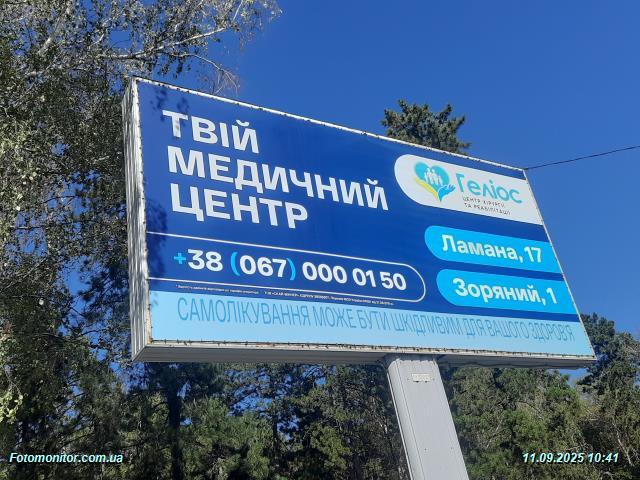 ТВІЙ
МЕДИЧНИЙ
ЦЕНТР
Геліос
ЦЕНТР ХІРУРГІЇ
ТА РЕАБІЛІТАЦІЇ
Ламана, 17
Зоряний, 1
+38 (067) 000 01 50
САМОЛІКУВАННЯ МОЖЕ БУТИ ШКІДЛИВИМ ДЛЯ ВАШОГО ЗДОРОВ'Я
Fotomonitor.com.ua
11.09.2025 10:41